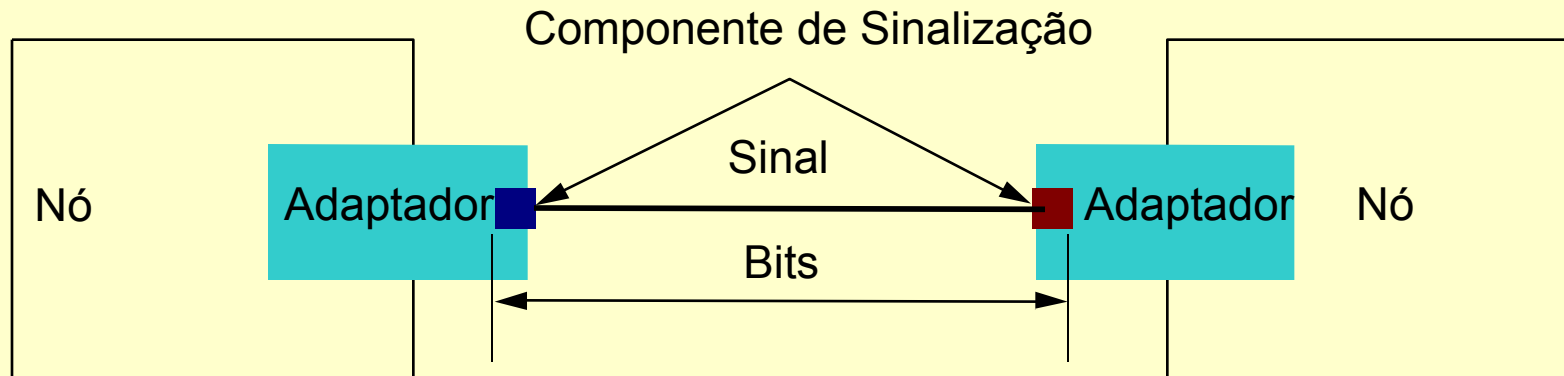 Componente de Sinalização
Sinal
Nó
Adaptador
Adaptador
Nó
Bits